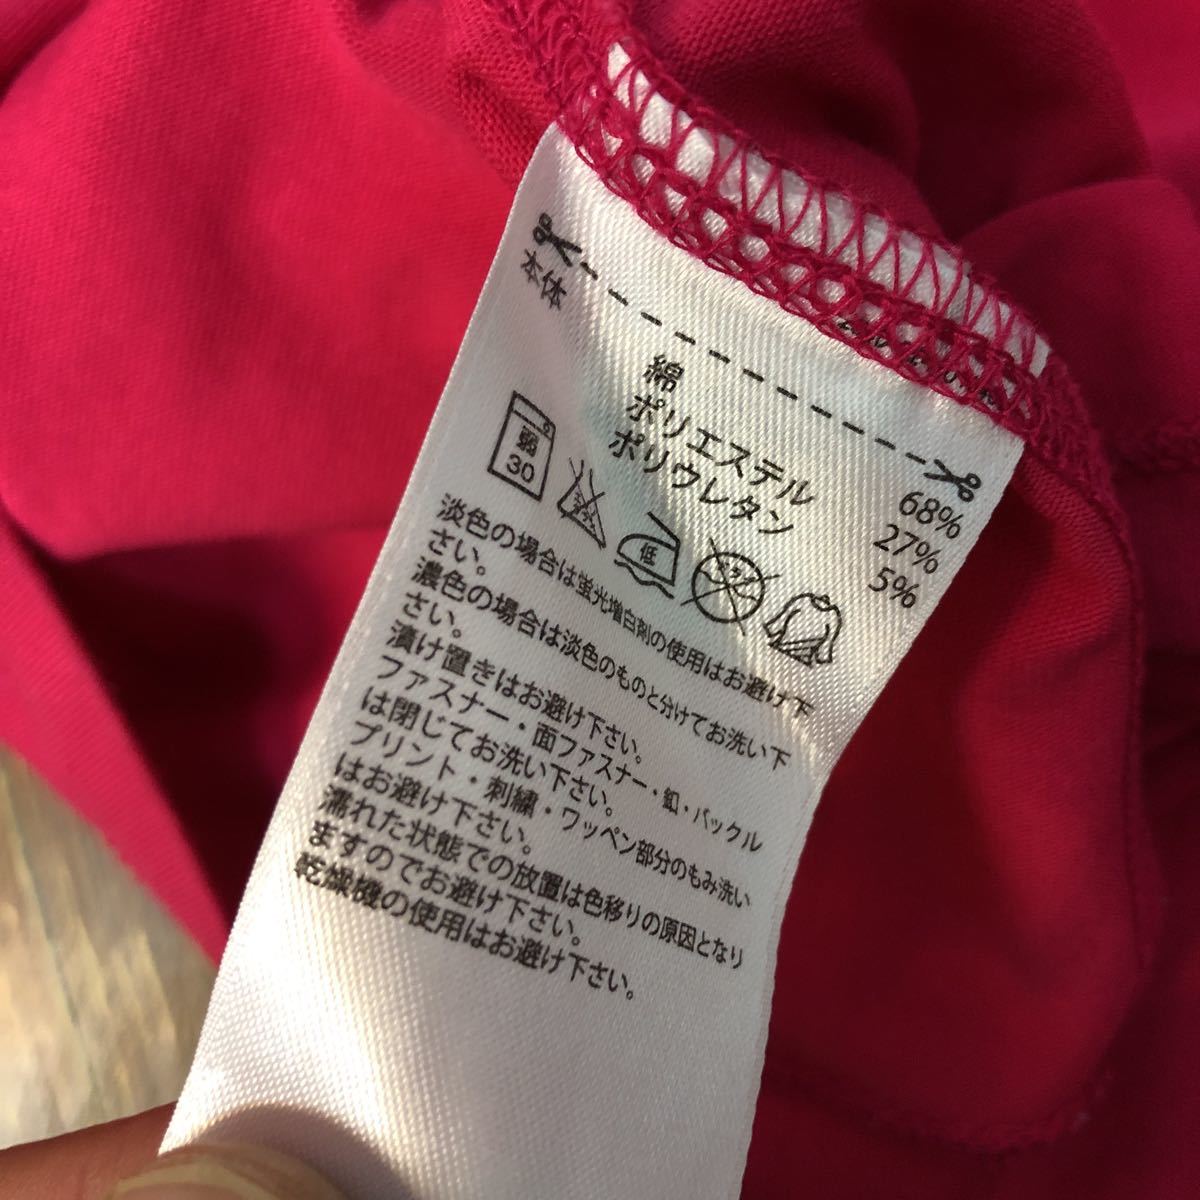 本体
綿 68%
ポリエステル 27%
ポリウレタン 5%
弱
30
低
淡色の場合は蛍光増白剤の使用はお避け下
さい。
濃色の場合は淡色のものと分けてお洗い下
さい。
漬け置きはお避け下さい。
ファスナー・面ファスナー・釦・バックル
は閉じてお洗い下さい。
プリント・刺繍・ワッペン部分のもみ洗い
はお避け下さい。
濡れた状態での放置は色移りの原因となり
ますのでお避け下さい。
乾燥機の使用はお避け下さい。